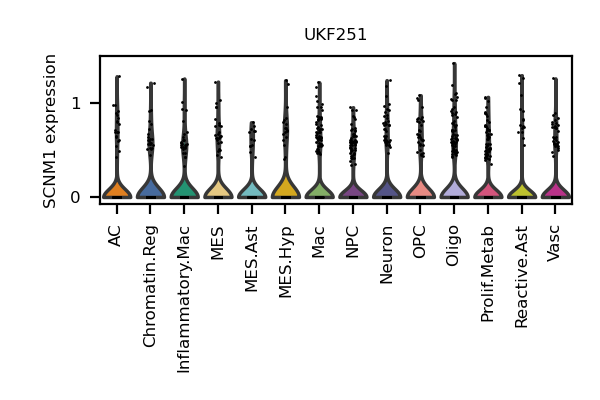 UKF251
SCNM1 expression
1
0
AC
Chromatin.Reg
Inflammatory.Mac
MES
MES.Ast
MES.Hyp
Mac
NPC
Neuron
OPC
Oligo
Prolif.Metab
Reactive.Ast
Vasc